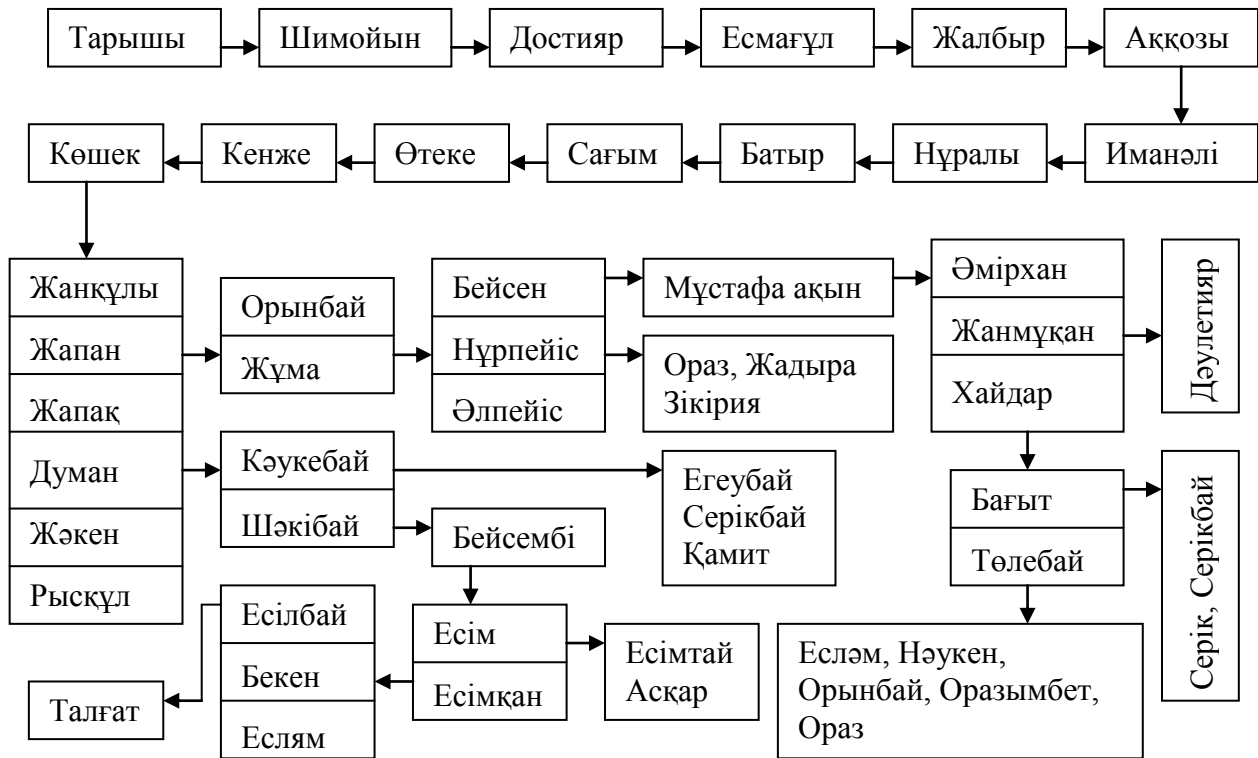 Тарышы
Шимойын
Достияр
Есмағұл
Жалбыр
Аққозы
Көшек
Кенже
Өтеке
Сағым
Батыр
Нұралы
Иманәлі
Жанқұлы
Жапан
Жапақ
Думан
Жәкен
Рысқұл
Орынбай
Жұма
Бейсен
Нұрпейіс
Әлпейіс
Мұстафа ақын
Ораз, Жадыра
Зікірия
Әмірхан
Жанмұқан
Хайдар
Дәулетияр
Кәукебай
Шәкібай
Бейсембі
Егеубай
Серікбай
Қамит
Бағыт
Төлебай
Серік, Серікбай
Есілбай
Бекен
Еслям
Есім
Есімқан
Есімтай
Асқар
Талғат
Есләм, Нәукен,
Орынбай, Оразымбет,
Ораз